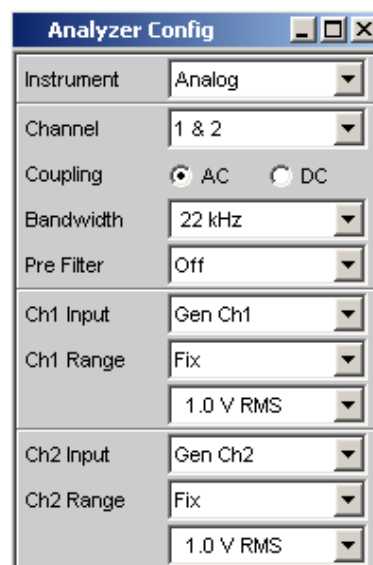 Analyzer Config
Instrument Analog
Channel 1 & 2
Coupling AC DC
Bandwidth 22 kHz
Pre Filter Off
Ch1 Input Gen Ch1
Ch1 Range Fix
1.0 V RMS
Ch2 Input Gen Ch2
Ch2 Range Fix
1.0 V RMS